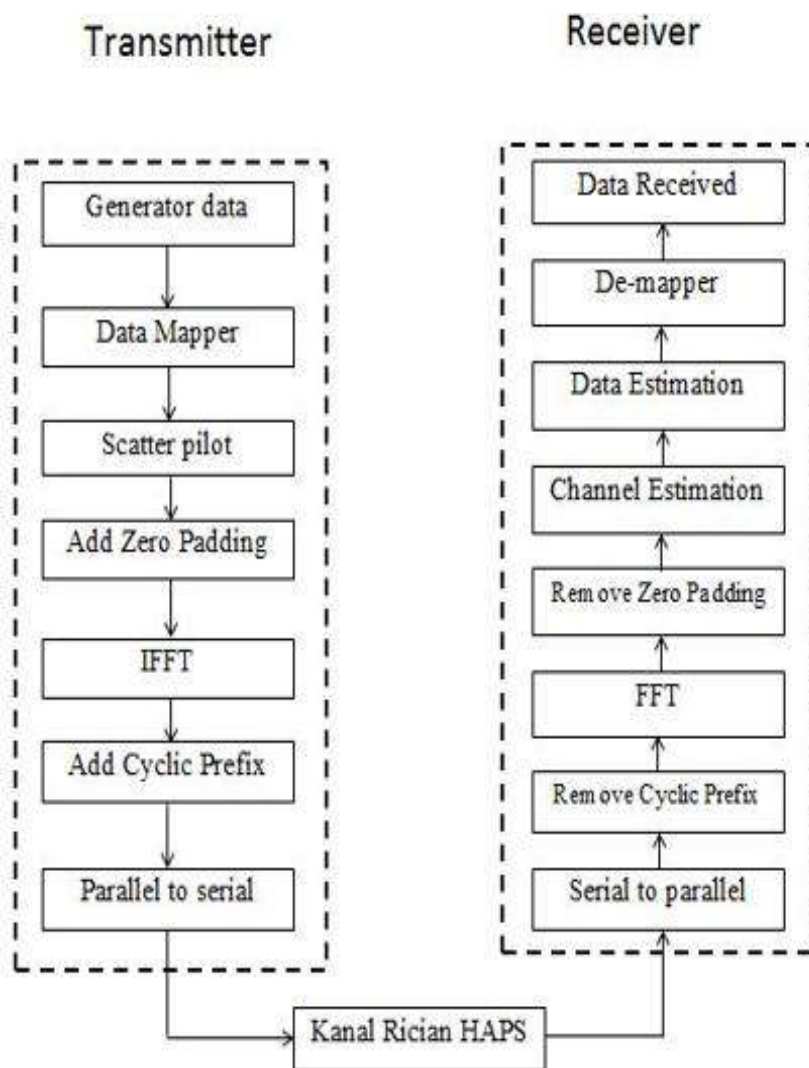 Transmitter
Generator data
Data Mapper
Scatter pilot
Add Zero Padding
IFFT
Add Cyclic Prefix
Parallel to serial
Kanal Rician HAPS
Receiver
Data Received
De-mapper
Data Estimation
Channel Estimation
Remove Zero Padding
FFT
Remove Cyclic Prefix
Serial to parallel